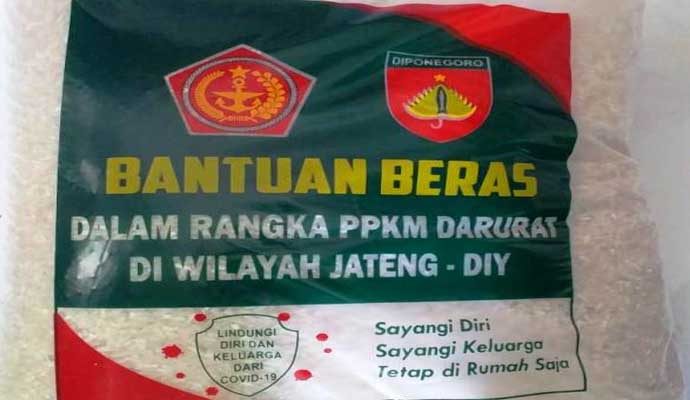 DIPONEGORO
BANTUAN BERAS
DALAM RANGKA PPKM DARURAT
DI WILAYAH JATENG - DIY
LINDUNGI
DIRI DAN
KELUARGA
DARI
COVID-19
Sayangi Diri
Sayangi Keluarga
Tetap di Rumah Saja